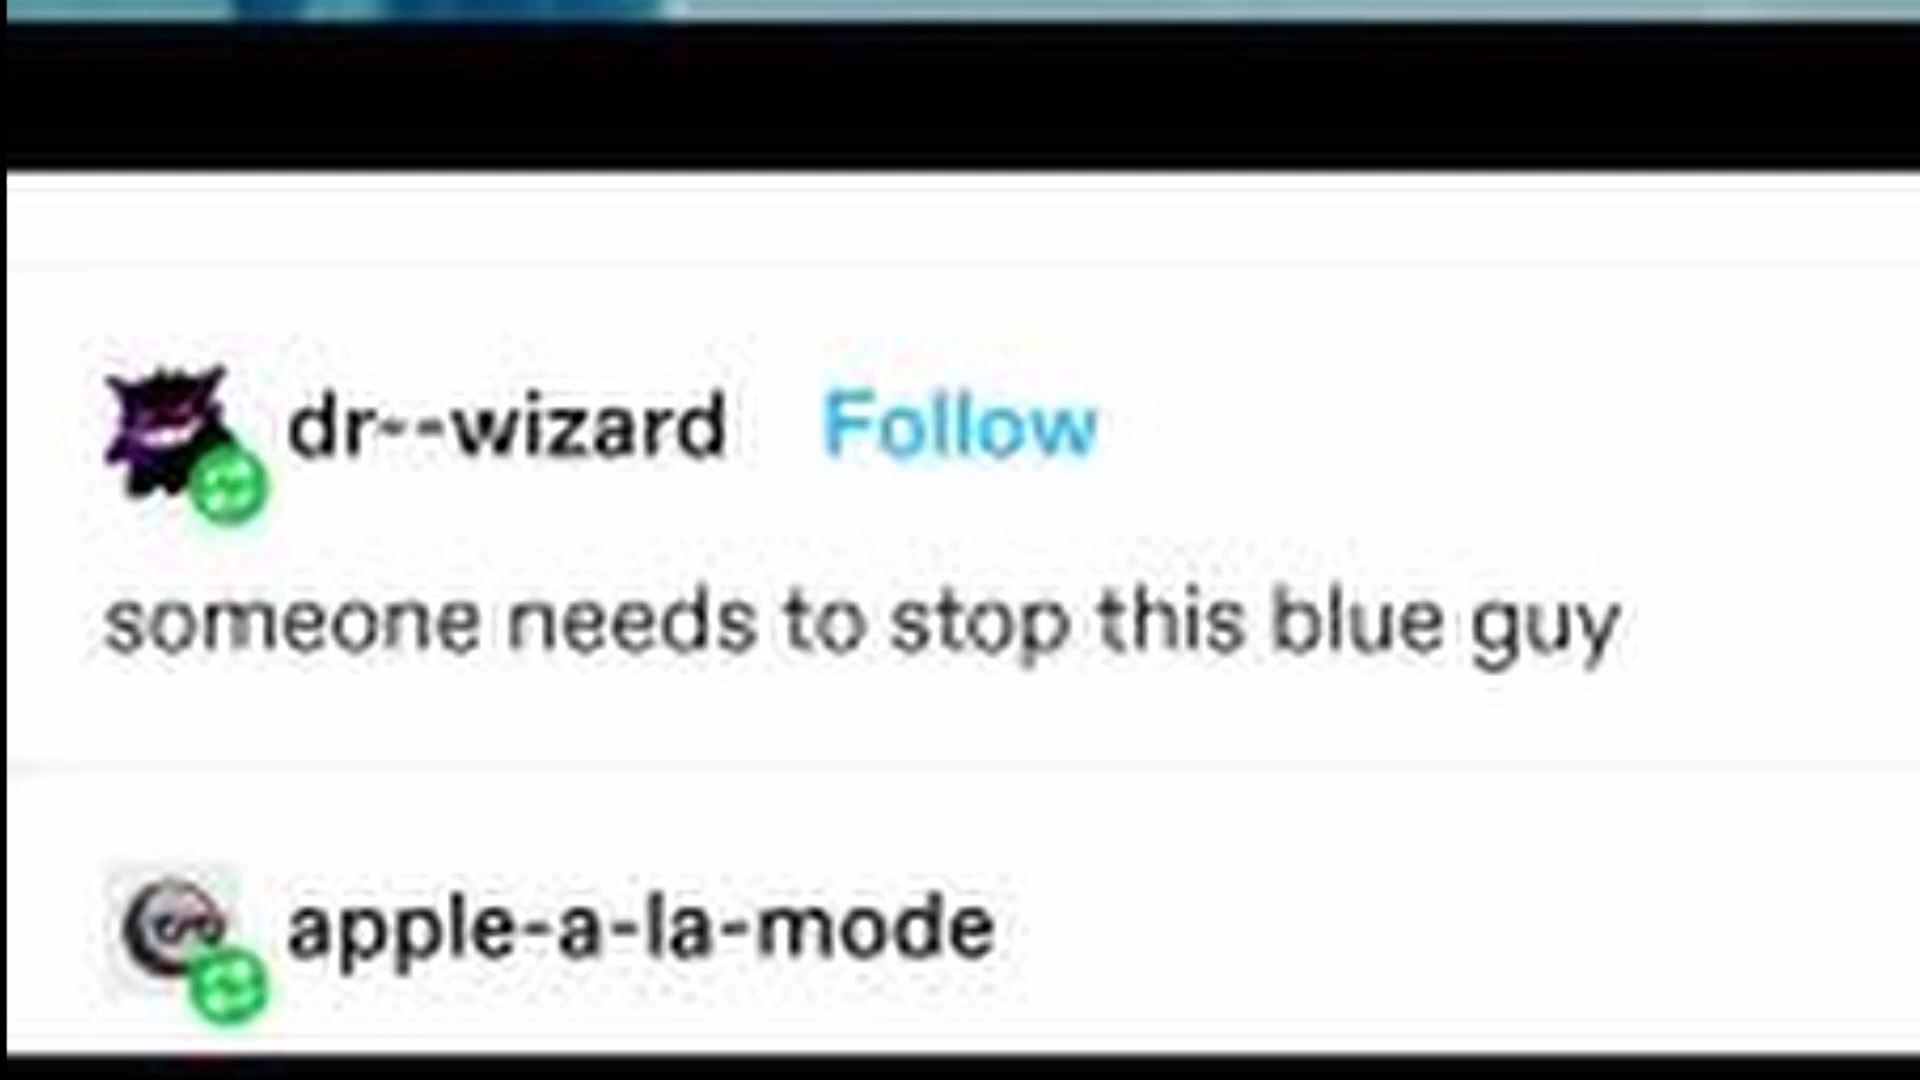 dr--wizard Follow
someone needs to stop this blue guy
apple-a-la-mode